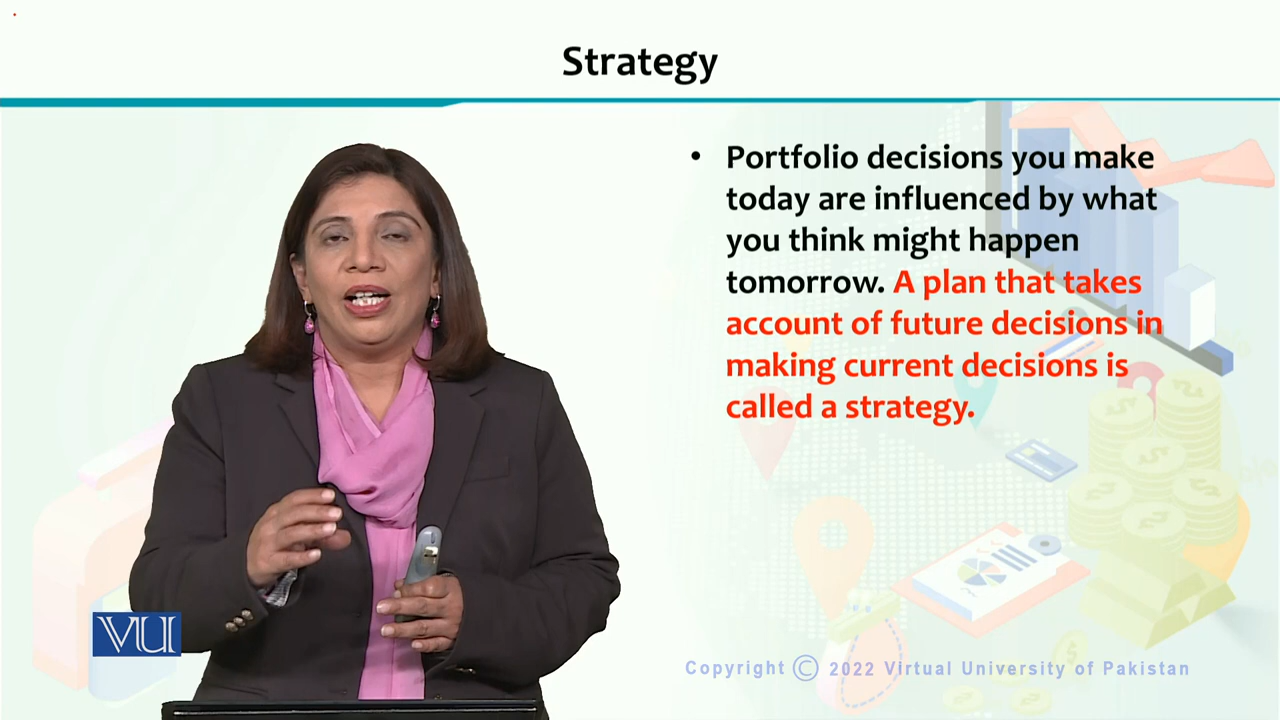 Strategy
• Portfolio decisions you make
today are influenced by what
you think might happen
tomorrow. A plan that takes
account of future decisions in
making current decisions is
called a strategy.
VU
Copyright © 2022 Virtual University of Pakistan